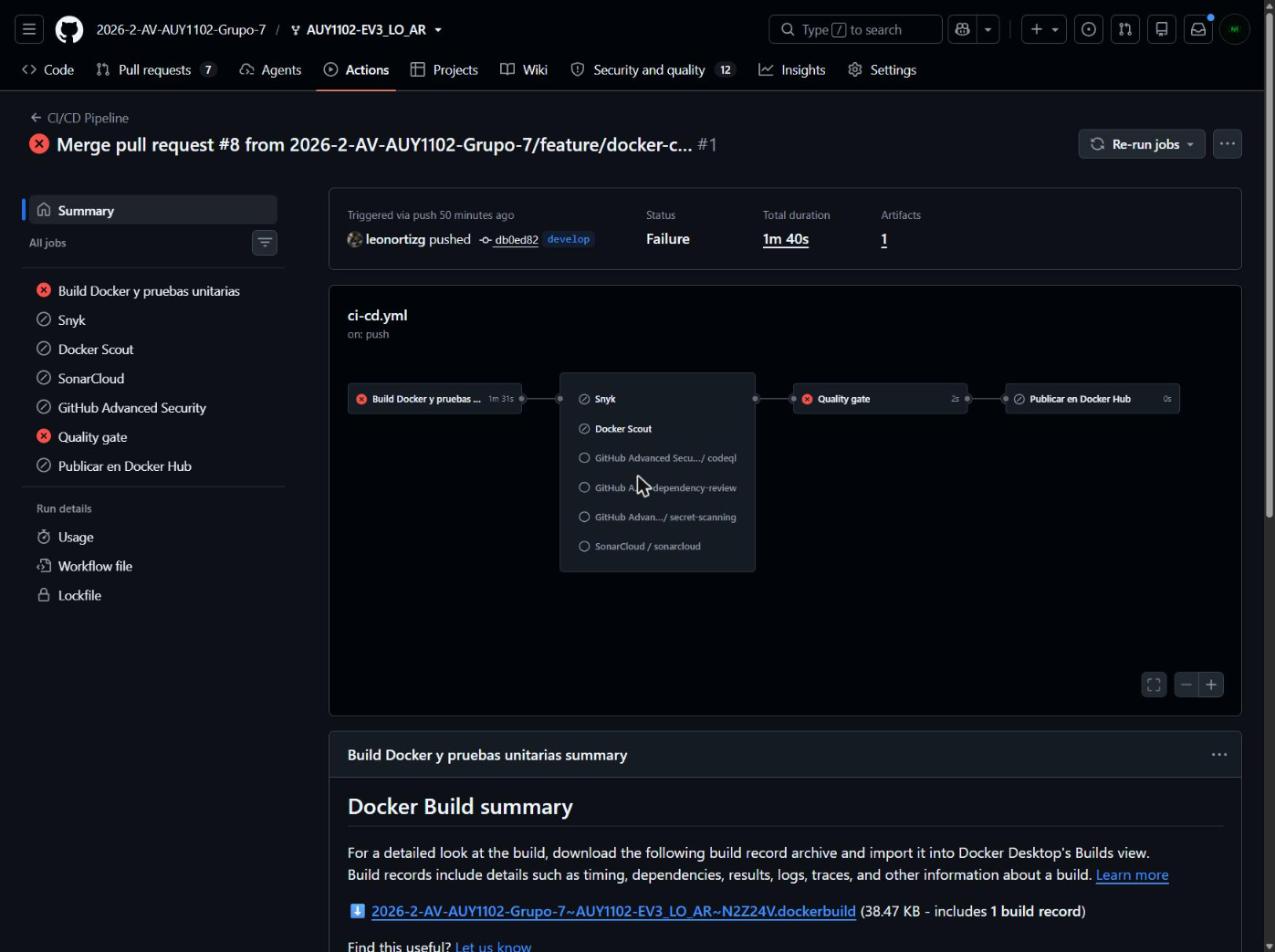 2026-2-AV-AUY1102-Grupo-7 / AUY1102-EV3_LO_AR
Type / to search
Code Pull requests 7 Agents Actions Projects Wiki Security and quality 12 Insights Settings
CI/CD Pipeline
Merge pull request #8 from 2026-2-AV-AUY1102-Grupo-7/feature/docker-c... #1
Re-run jobs
Summary
All jobs
Build Docker y pruebas unitarias
Snyk
Docker Scout
SonarCloud
GitHub Advanced Security
Quality gate
Publicar en Docker Hub
Run details
Usage
Workflow file
Lockfile
Triggered via push 50 minutes ago
leonortizg pushed db0ed82 develop
Status
Failure
Total duration
1m 40s
Artifacts
1
ci-cd.yml
on: push
Build Docker y pruebas ... 1m 31s
Snyk
Docker Scout
GitHub Advanced Secu.../ codeql
GitHub A dependency-review
GitHub Advan.../ secret-scanning
SonarCloud / sonarcloud
Quality gate 2s
Publicar en Docker Hub 0s
Build Docker y pruebas unitarias summary
Docker Build summary
For a detailed look at the build, download the following build record archive and import it into Docker Desktop's Builds view.
Build records include details such as timing, dependencies, results, logs, traces, and other information about a build. Learn more
2026-2-AV-AUY1102-Grupo-7~AUY1102-EV3_LO_AR~N2Z24V.dockerbuild (38.47 KB - includes 1 build record)
Find this useful? Let us know